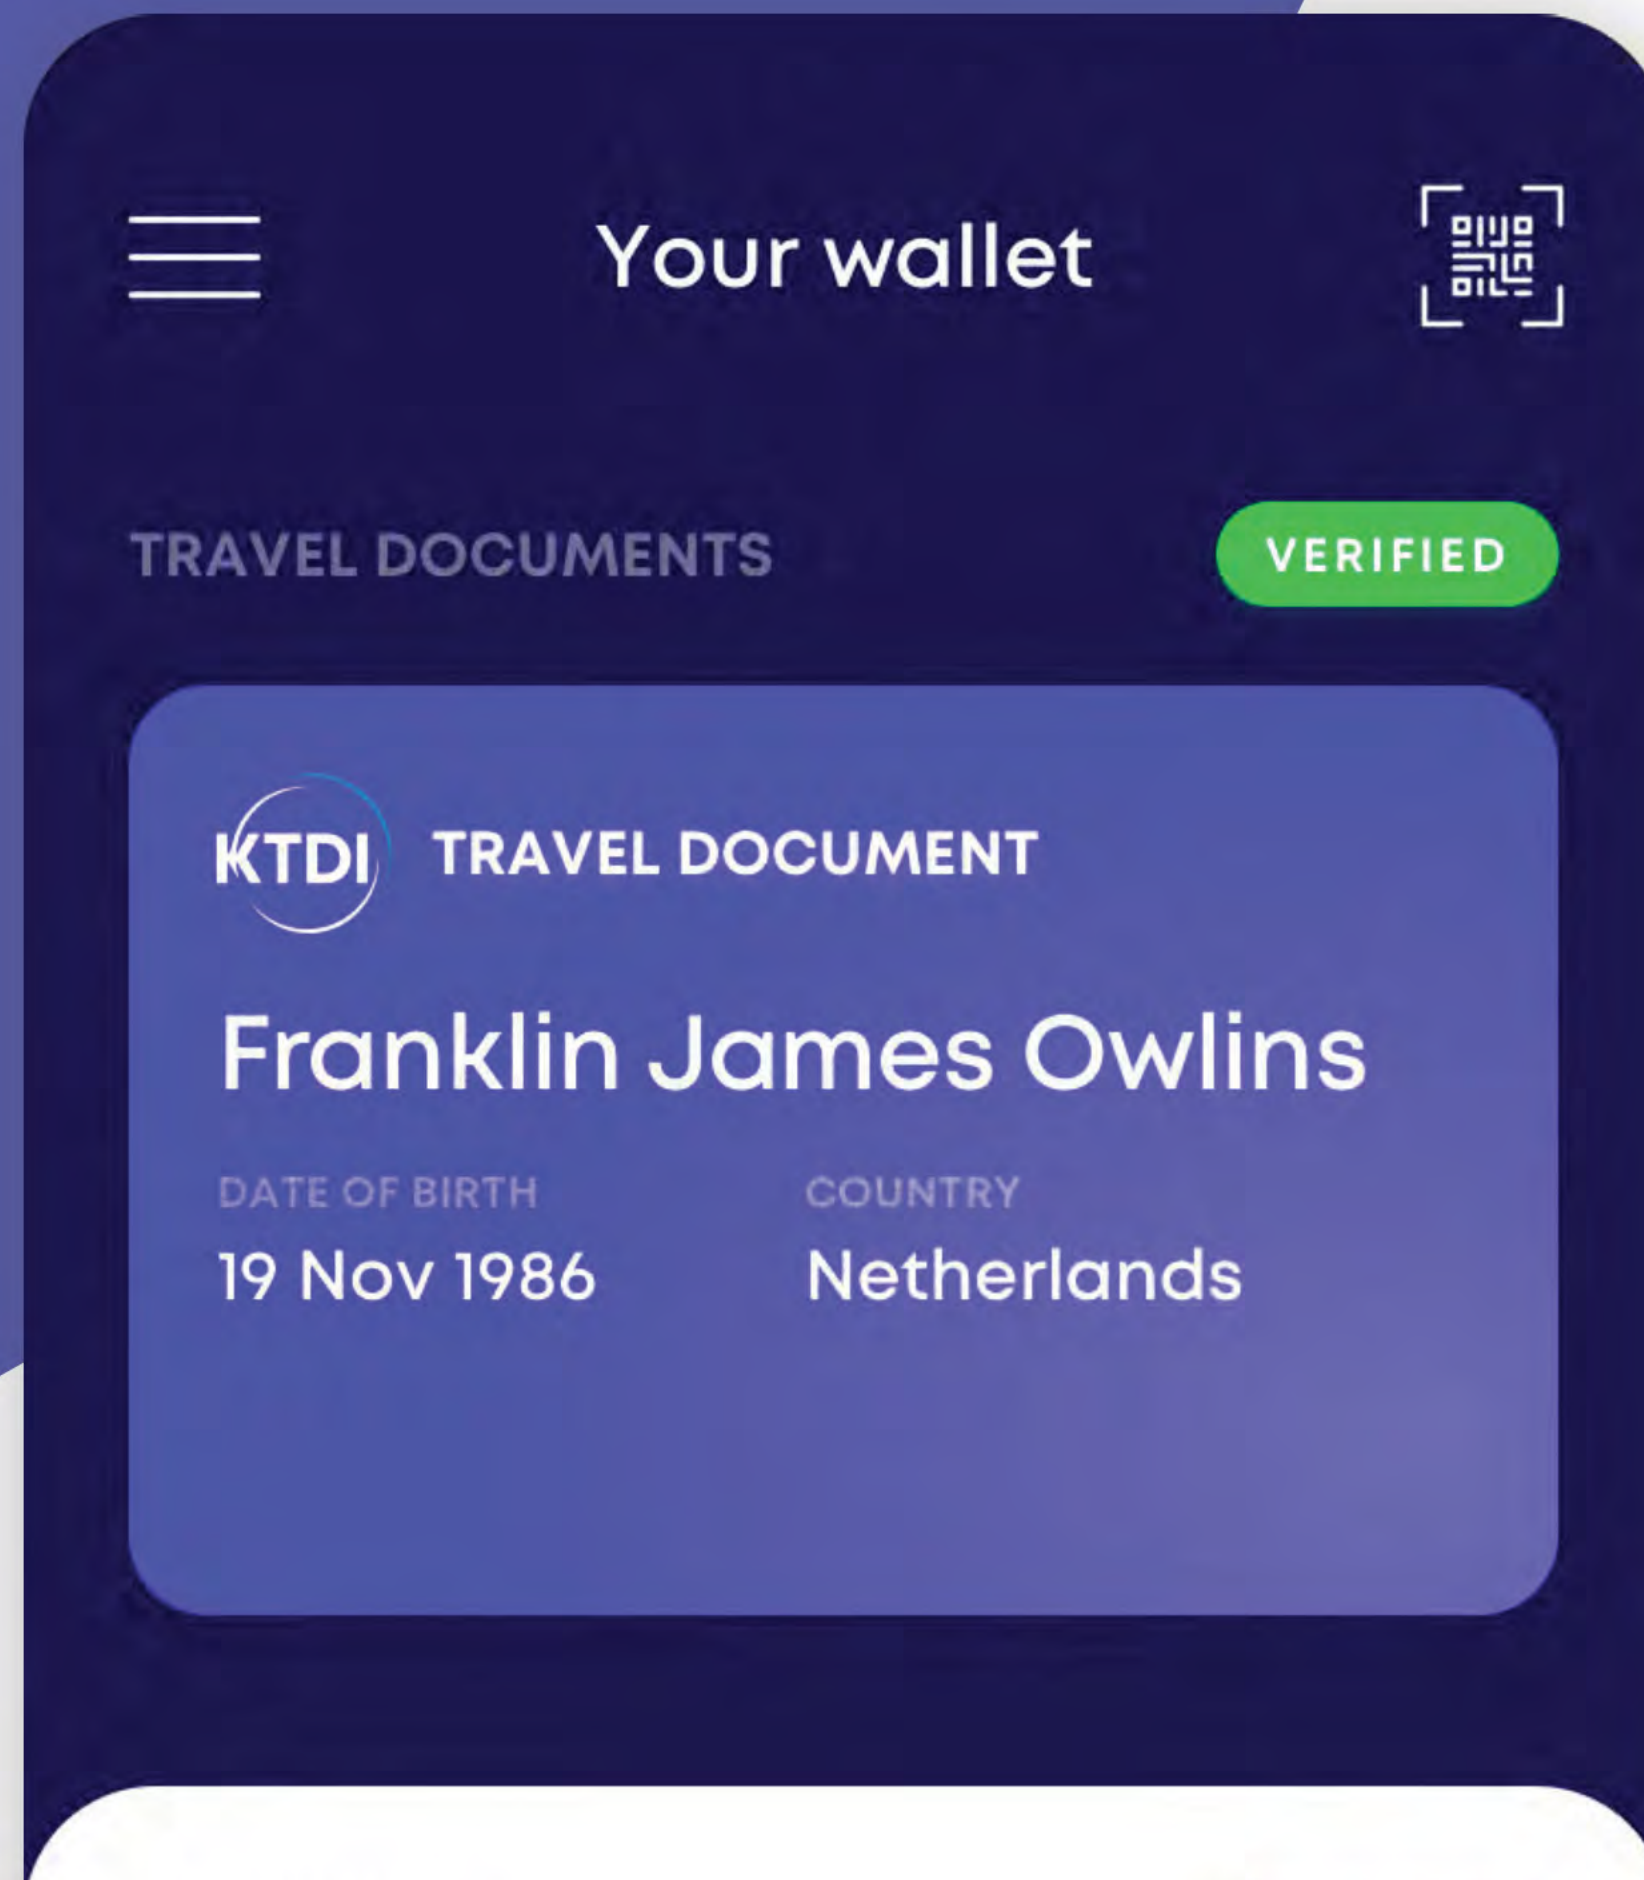 Your wallet
TRAVEL DOCUMENTS
VERIFIED
KTDI TRAVEL DOCUMENT
Franklin James Owlins
DATE OF BIRTH COUNTRY
19 Nov 1986 Netherlands